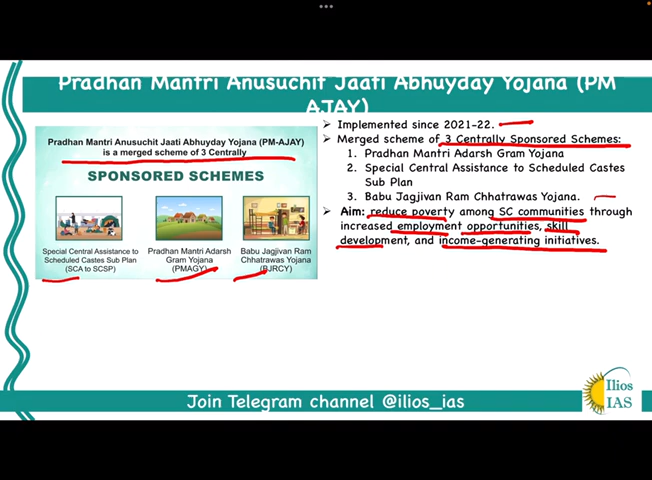 Pradhan Mantri Anusuchit Jaati Abhuyday Yojana (PM
AJAY)
Pradhan Mantri Anusuchit Jaati Abhuyday Yojana (PM-AJAY)
is a merged scheme of 3 Centrally
SPONSORED SCHEMES
Special Central Assistance to
Scheduled Castes Sub Plan
(SCA to SCSP)
Pradhan Mantri Adarsh
Gram Yojana
(PMAGY)
Babu Jagjivan Ram
Chhatrawas Yojana
(BJRCY)
➢ Implemented since 2021-22.
➢ Merged scheme of 3 Centrally Sponsored Schemes:
1. Pradhan Mantri Adarsh Gram Yojana
2. Special Central Assistance to Scheduled Castes
Sub Plan
3. Babu Jagjivan Ram Chhatrawas Yojana.
➢ Aim: reduce poverty among SC communities through
increased employment opportunities, skill
development, and income-generating initiatives.
Join Telegram channel @ilios_ias
Ilios
IAS